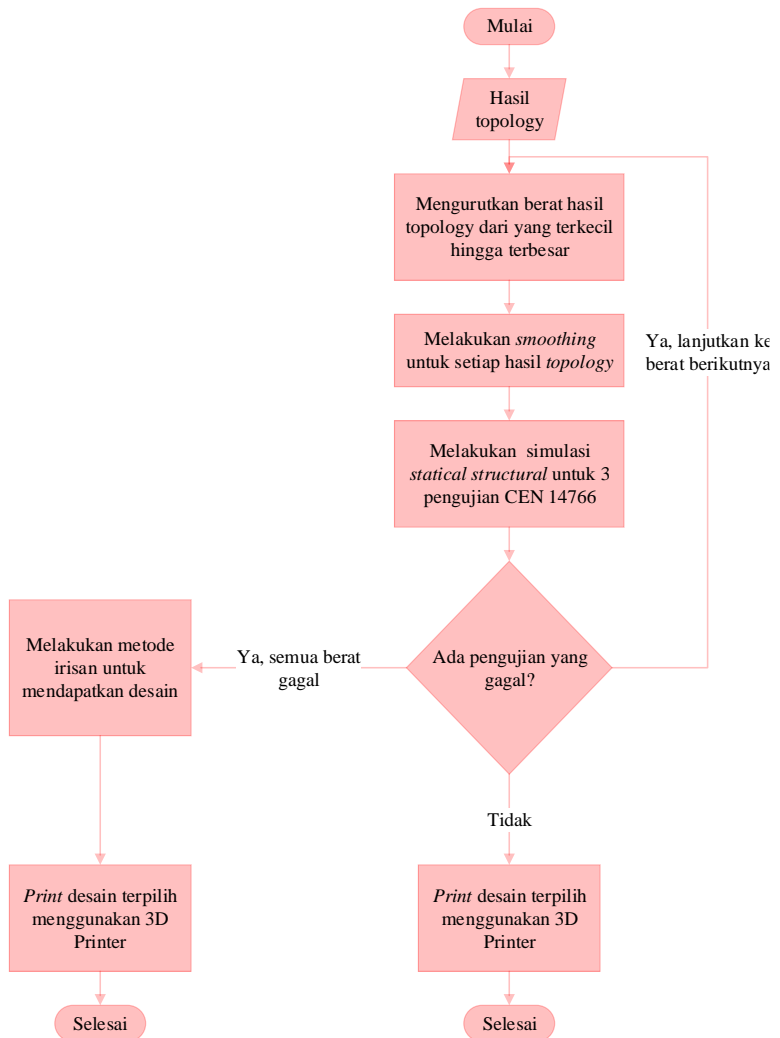 Mulai
Hasil
topology
Mengurutkan berat hasil
topology dari yang terkecil
hingga terbesar
Melakukan smoothing
untuk setiap hasil topology
Ya, lanjutkan ke
berat berikutnya
Melakukan simulasi
statical structural untuk 3
pengujian CEN 14766
Ada pengujian yang
gagal?
Ya, semua berat
gagal
Melakukan metode
irisan untuk
mendapatkan desain
Tidak
Print desain terpilih
menggunakan 3D
Printer
Print desain terpilih
menggunakan 3D
Printer
Selesai
Selesai